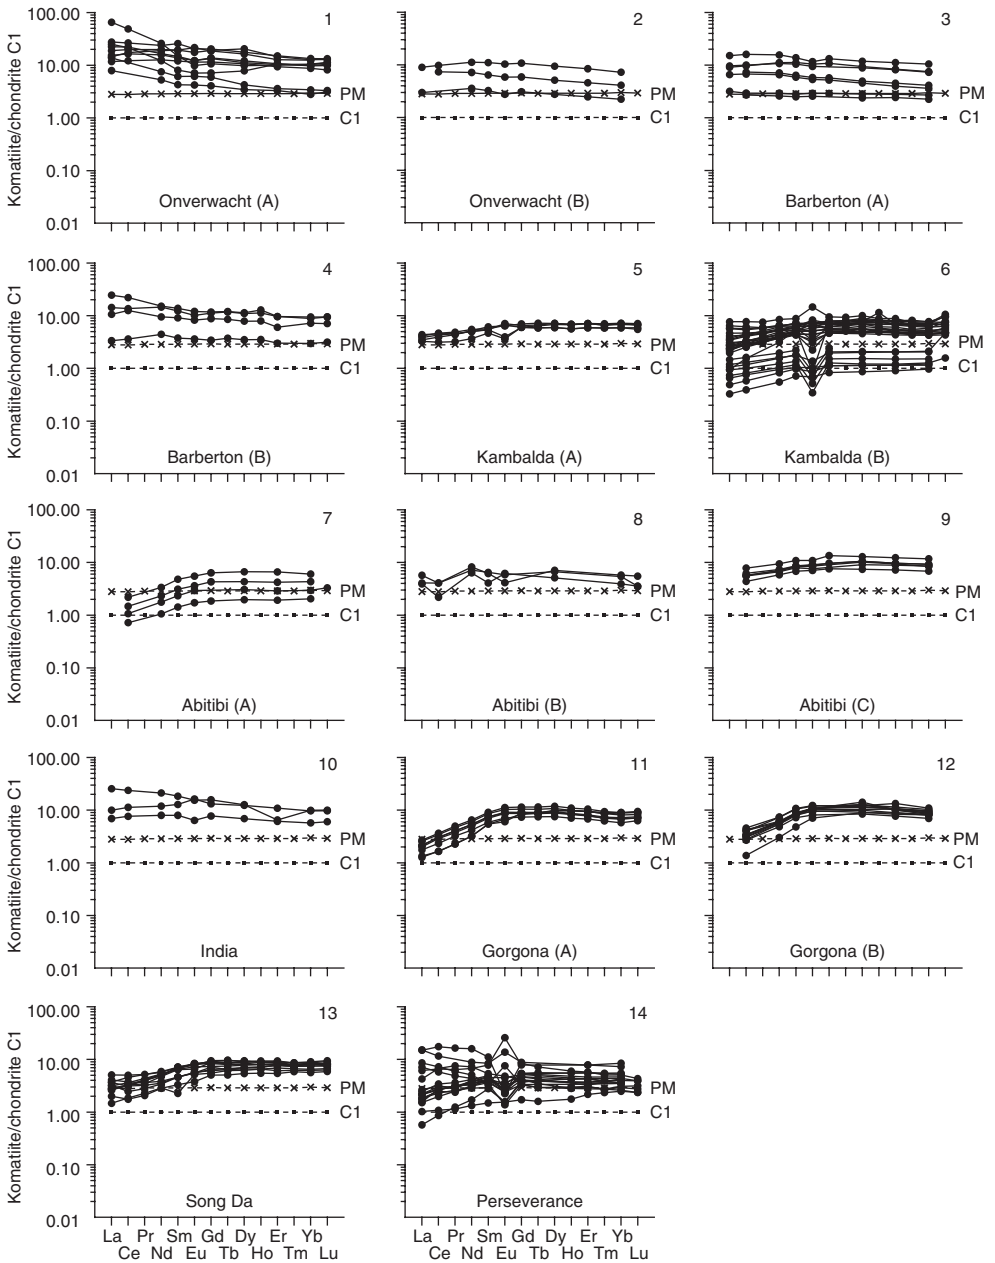 Komatiite/chondrite C1
100.00
10.00
1.00
0.10
0.01
1
PM
C1
Onverwacht (A)
2
Onverwacht (B)
3
PM
C1
Barberton (A)
Komatiite/chondrite C1
100.00
10.00
1.00
0.10
0.01
4
PM
C1
Barberton (B)
5
Kambalda (A)
6
PM
C1
Kambalda (B)
Komatiite/chondrite C1
100.00
10.00
1.00
0.10
0.01
7
PM
C1
Abitibi (A)
8
PM
C1
Abitibi (B)
9
PM
C1
Abitibi (C)
Komatiite/chondrite C1
100.00
10.00
1.00
0.10
0.01
10
PM
C1
India
11
PM
C1
Gorgona (A)
12
PM
C1
Gorgona (B)
Komatiite/chondrite C1
100.00
10.00
1.00
0.10
0.01
13
PM
C1
Song Da
14
PM
C1
Perseverance
La Pr Sm Gd Dy Er Yb
Ce Nd Eu Tb Ho Tm Lu
La Pr Sm Gd Dy Er Yb
Ce Nd Eu Tb Ho Tm Lu